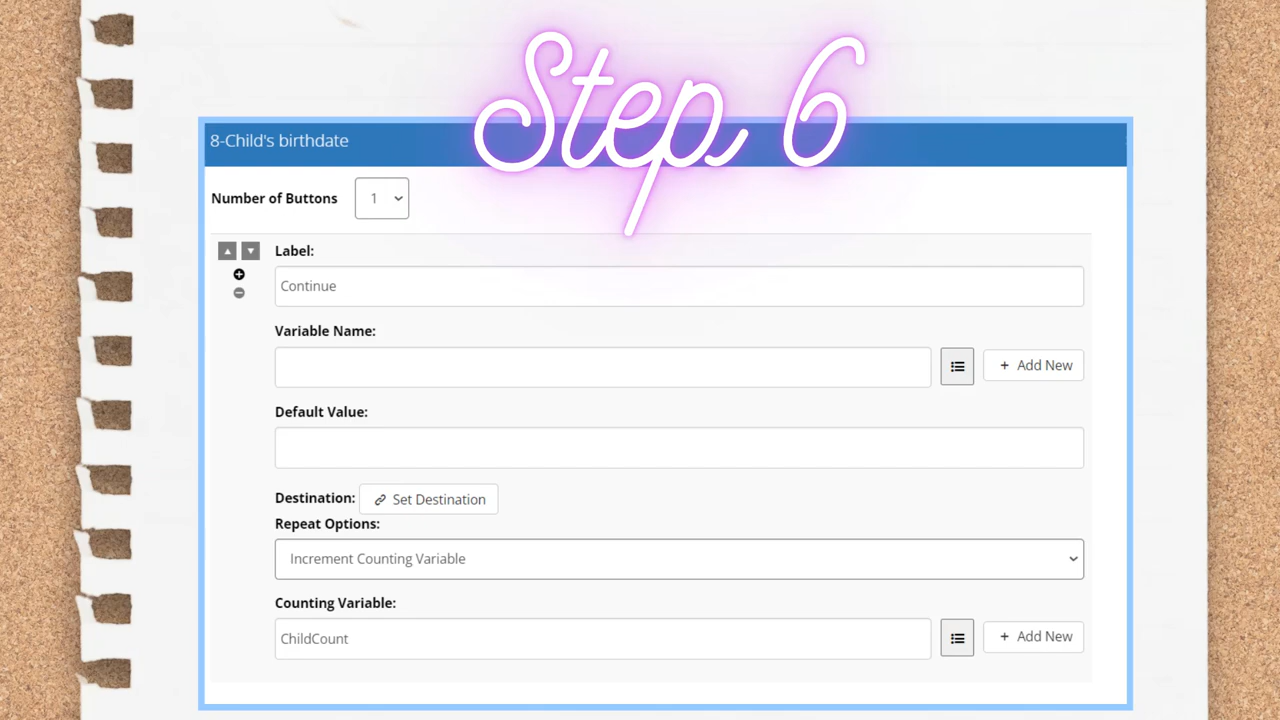 Step 6
8-Child's birthdate
Number of Buttons 1
Label:
Continue
Variable Name:
+ Add New
Default Value:
Destination: Set Destination
Repeat Options:
Increment Counting Variable
Counting Variable:
ChildCount
+ Add New